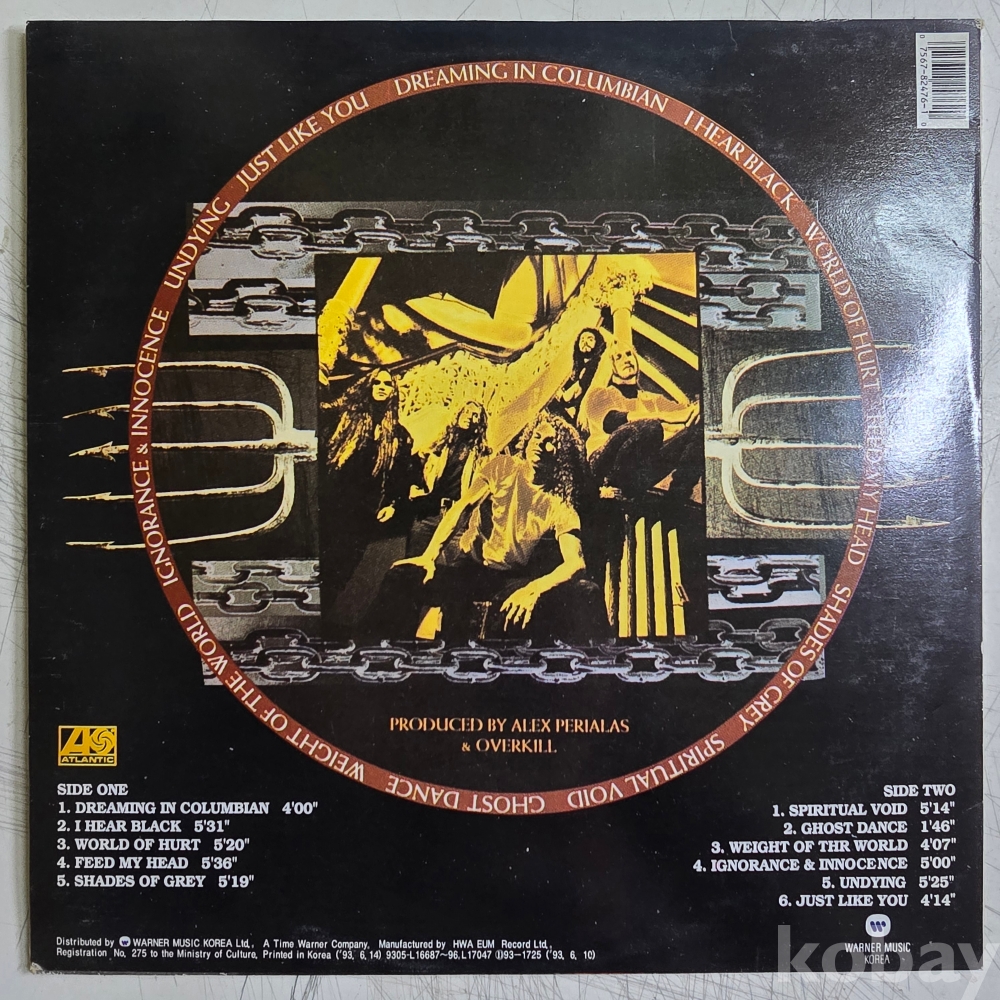 0 7567-82476-1 0
DREAMING IN COLUMBIAN
I HEAR BLACK
WORLD OF HURT
FEED MY HEAD
SHADES OF GREY
SPIRITUAL VOID
GHOST DANCE
WEIGHT OF THE WORLD
IGNORANCE & INNOCENCE
UNDYING
JUST LIKE YOU
PRODUCED BY ALEX PERIALAS
& OVERKILL
ATLANTIC
SIDE ONE
1. DREAMING IN COLUMBIAN 4'00"
2. I HEAR BLACK 5'31"
3. WORLD OF HURT 5'20"
4. FEED MY HEAD 5'36"
5. SHADES OF GREY 5'19"
SIDE TWO
1. SPIRITUAL VOID 5'14"
2. GHOST DANCE 1'46"
3. WEIGHT OF THR WORLD 4'07"
4. IGNORANCE & INNOCENCE 5'00"
5. UNDYING 5'25"
6. JUST LIKE YOU 4'14"
Distributed by WARNER MUSIC KOREA Ltd., A Time Warner Company, Manufactured by HWA EUM Record Ltd.,
Registration No. 275 to the Ministry of Culture, Printed in Korea ('93, 6, 14) 9305-L16687~96, L17047 (I)93-1725 ('93, 6, 10)
WARNER MUSIC
KOREA
kopay